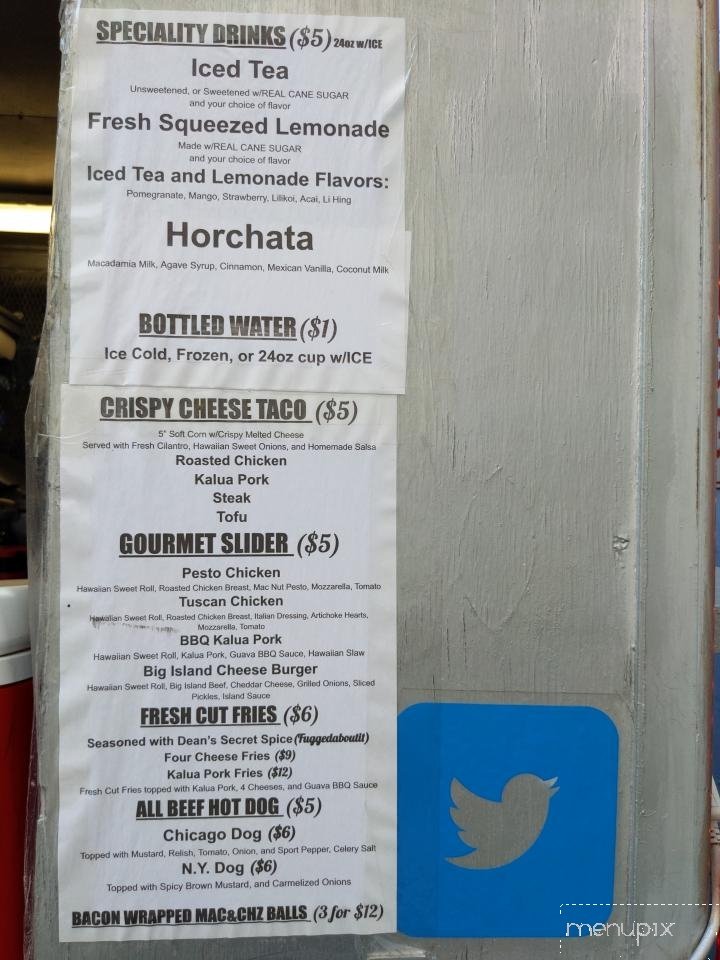 SPECIALITY DRINKS ($5) 24oz w/ICE
Iced Tea
Unsweetened, or Sweetened w/REAL CANE SUGAR
and your choice of flavor
Fresh Squeezed Lemonade
Made w/REAL CANE SUGAR
and your choice of flavor
Iced Tea and Lemonade Flavors:
Pomegranate, Mango, Strawberry, Lilikoi, Acai, Li Hing
Horchata
Macadamia Milk, Agave Syrup, Cinnamon, Mexican Vanilla, Coconut Milk
BOTTLED WATER ($1)
Ice Cold, Frozen, or 24oz cup w/ICE
CRISPY CHEESE TACO ($5)
5" Soft Corn w/Crispy Melted Cheese
Served with Fresh Cilantro, Hawaiian Sweet Onions, and Homemade Salsa
Roasted Chicken
Kalua Pork
Steak
Tofu
GOURMET SLIDER ($5)
Pesto Chicken
Hawaiian Sweet Roll, Roasted Chicken Breast, Mac Nut Pesto, Mozzarella, Tomato
Tuscan Chicken
Hawaiian Sweet Roll, Roasted Chicken Breast, Italian Dressing, Artichoke Hearts,
Mozzarella, Tomato
BBQ Kalua Pork
Hawaiian Sweet Roll, Kalua Pork, Guava BBQ Sauce, Hawaiian Slaw
Big Island Cheese Burger
Hawaiian Sweet Roll, Big Island Beef, Cheddar Cheese, Grilled Onions, Sliced
Pickles, Island Sauce
FRESH CUT FRIES ($6)
Seasoned with Dean's Secret Spice (Fuggedaboutit)
Four Cheese Fries ($9)
Kalua Pork Fries ($12)
Fresh Cut Fries topped with Kalua Pork, 4 Cheeses, and Guava BBQ Sauce
ALL BEEF HOT DOG ($5)
Chicago Dog ($6)
Topped with Mustard, Relish, Tomato, Onion, and Sport Pepper, Celery Salt
N.Y. Dog ($6)
Topped with Spicy Brown Mustard, and Carmelized Onions
BACON WRAPPED MAC&CHZ BALLS (3 for $12)
menupix